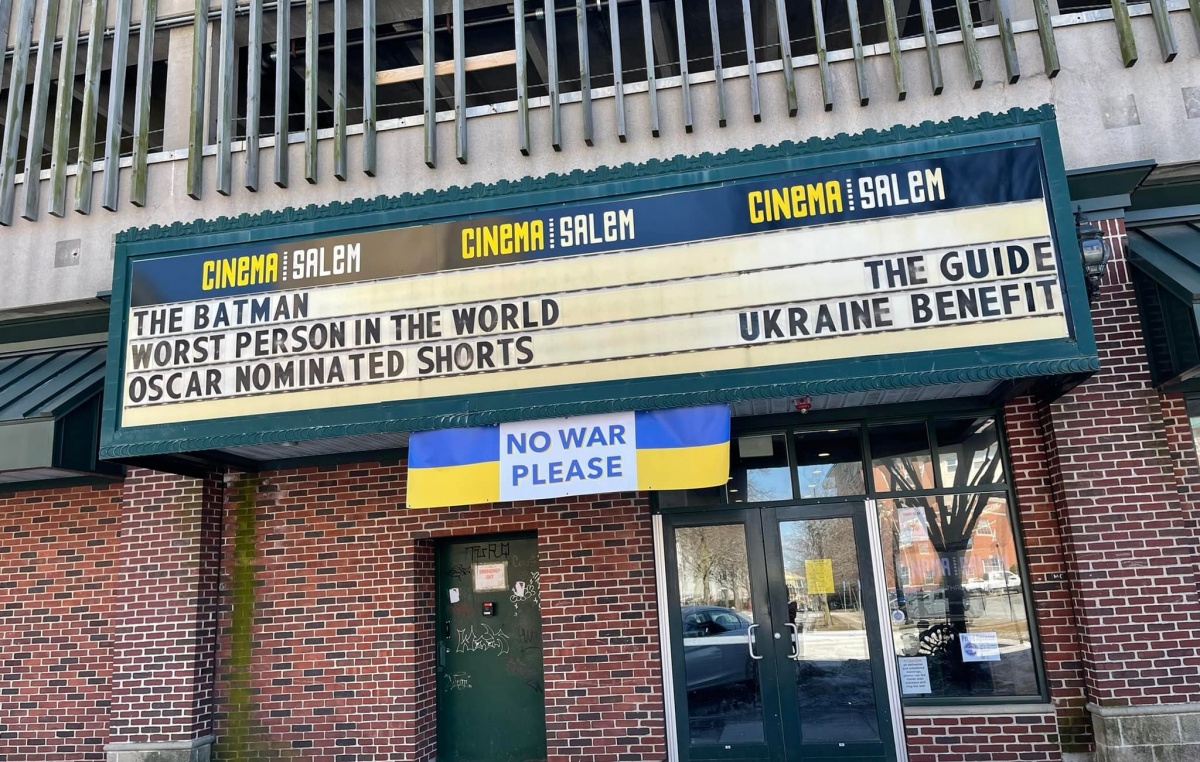 CINEMA SALEM
CINEMA SALEM
CINEMA SALEM
THE BATMAN
WORST PERSON IN THE WORLD
OSCAR NOMINATED SHORTS
THE GUIDE
UKRAINE BENEFIT
NO WAR
PLEASE